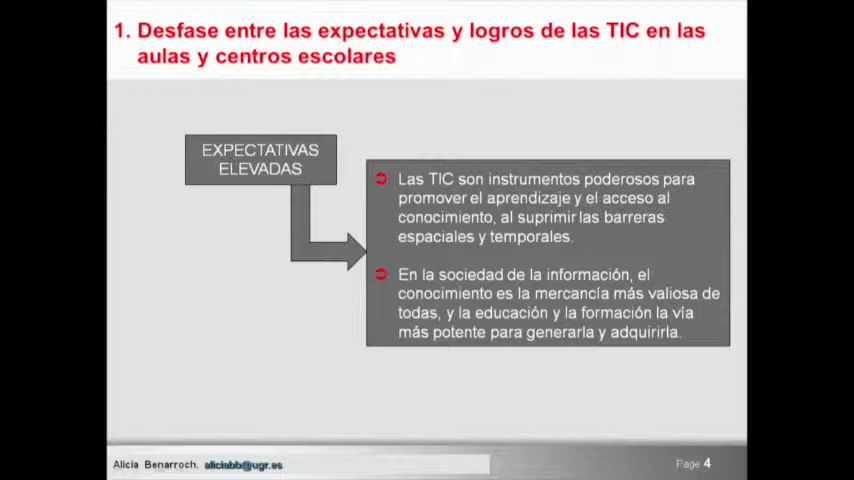 1. Desfase entre las expectativas y logros de las TIC en las
aulas y centros escolares
EXPECTATIVAS
ELEVADAS
Las TIC son instrumentos poderosos para
promover el aprendizaje y el acceso al
conocimiento, al suprimir las barreras
espaciales y temporales.
En la sociedad de la información, el
conocimiento es la mercancía más valiosa de
todas, y la educación y la formación la vía
más potente para generarla y adquirirla.
Alicia Benarroch. aliciabb@ugr.es
Page 4